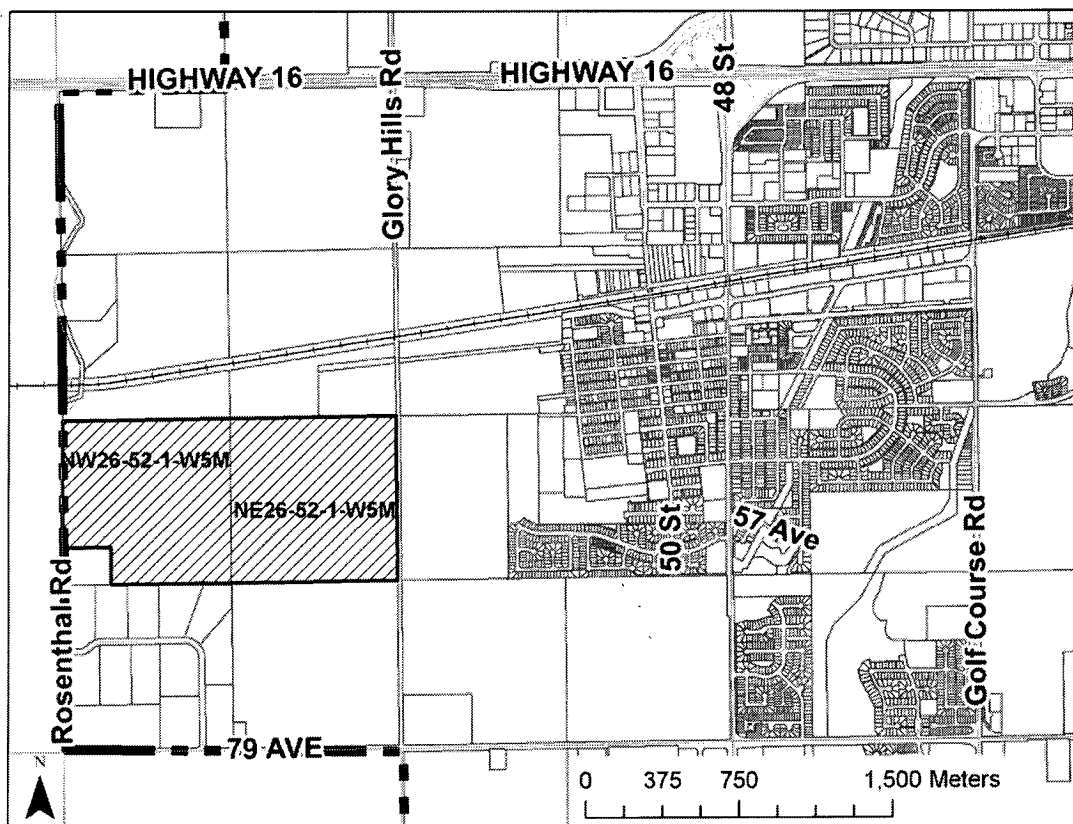 HIGHWAY 16
HIGHWAY 16
Glory Hills Rd
48 St
NW26-52-1-W5M
NE26-52-1-W5M
50 St
57 Ave
Golf Course Rd
Rosenthal Rd
79 AVE
N
0 375 750 1,500 Meters